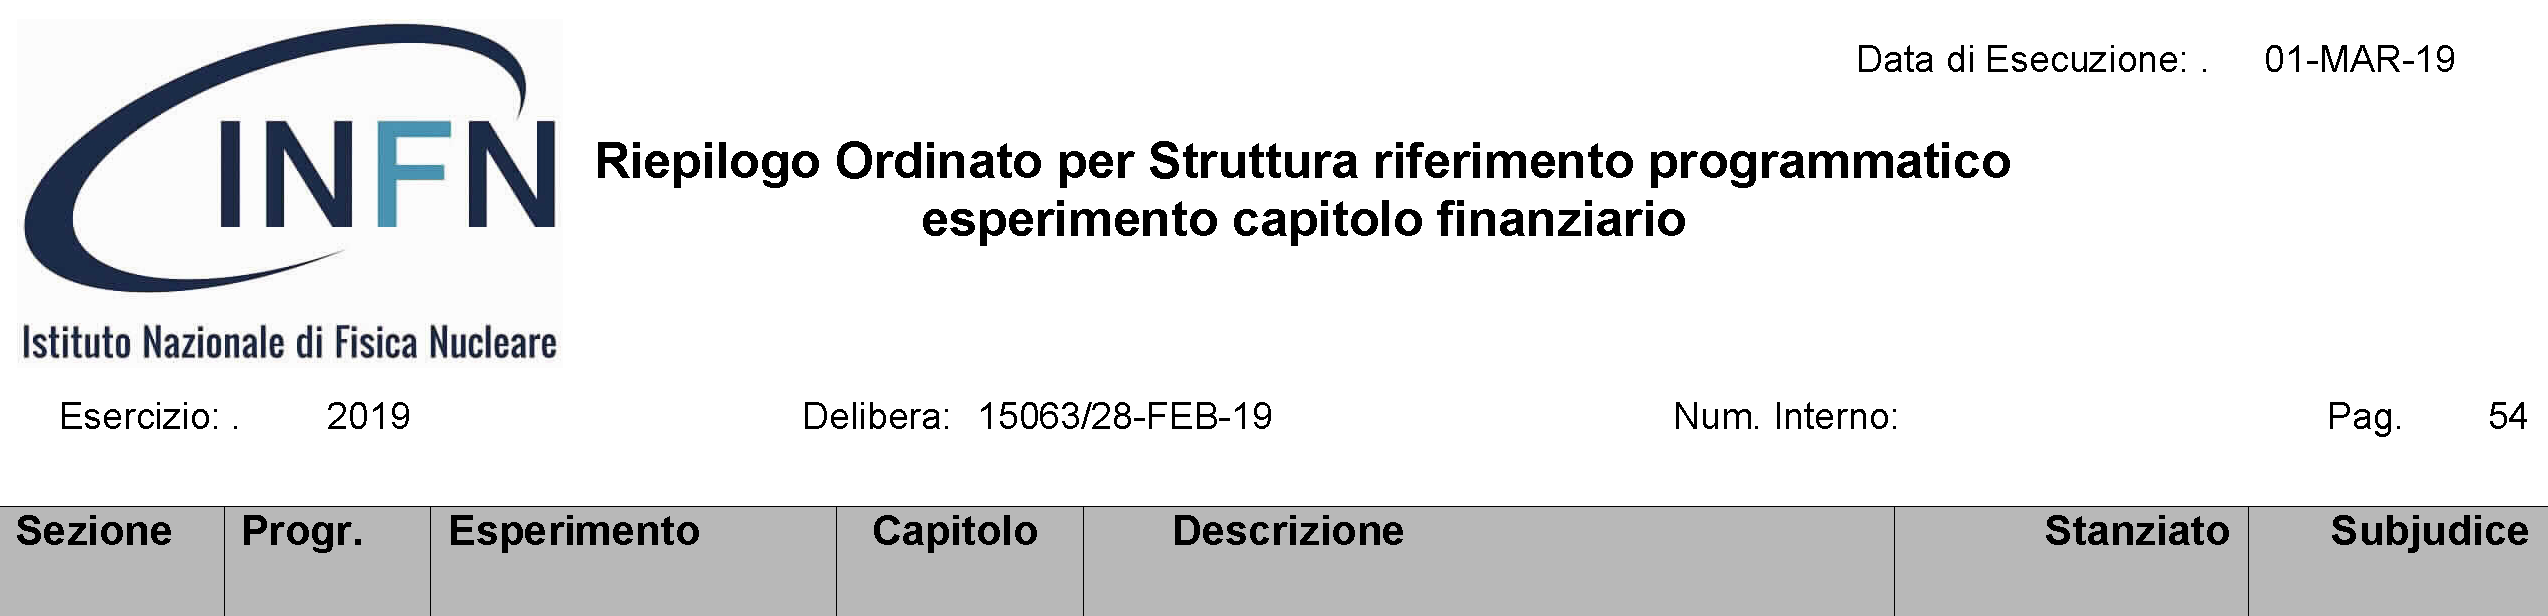 Data di Esecuzione: . 01-MAR-19
INFN
Riepilogo Ordinato per Struttura riferimento programmatico
esperimento capitolo finanziario
Istituto Nazionale di Fisica Nucleare
Esercizio: . 2019 Delibera: 15063/28-FEB-19 Num. Interno: Pag. 54
Sezione Progr. Esperimento Capitolo Descrizione Stanziato Subjudice